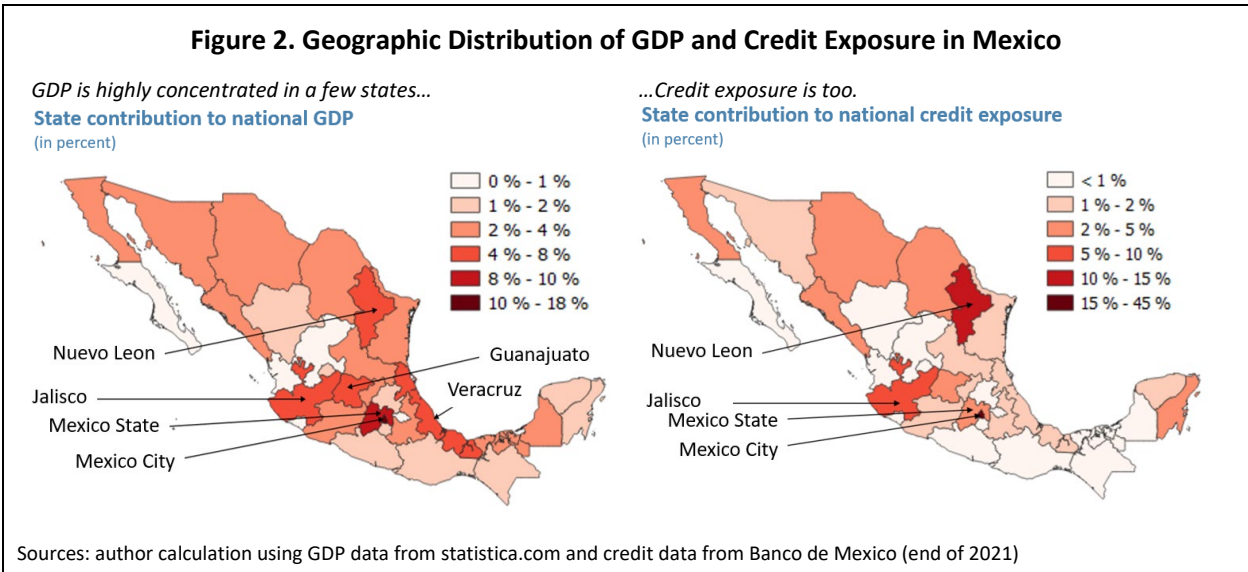 Figure 2. Geographic Distribution of GDP and Credit Exposure in Mexico
GDP is highly concentrated in a few states…
State contribution to national GDP
(in percent)
0 % - 1 %
1 % - 2 %
2 % - 4 %
4 % - 8 %
8 % - 10 %
10 % - 18 %
Nuevo Leon
Guanajuato
Jalisco
Veracruz
Mexico State
Mexico City
…Credit exposure is too.
State contribution to national credit exposure
(in percent)
< 1 %
1 % - 2 %
2 % - 5 %
5 % - 10 %
10 % - 15 %
15 % - 45 %
Nuevo Leon
Jalisco
Mexico State
Mexico City
Sources: author calculation using GDP data from statistica.com and credit data from Banco de Mexico (end of 2021)